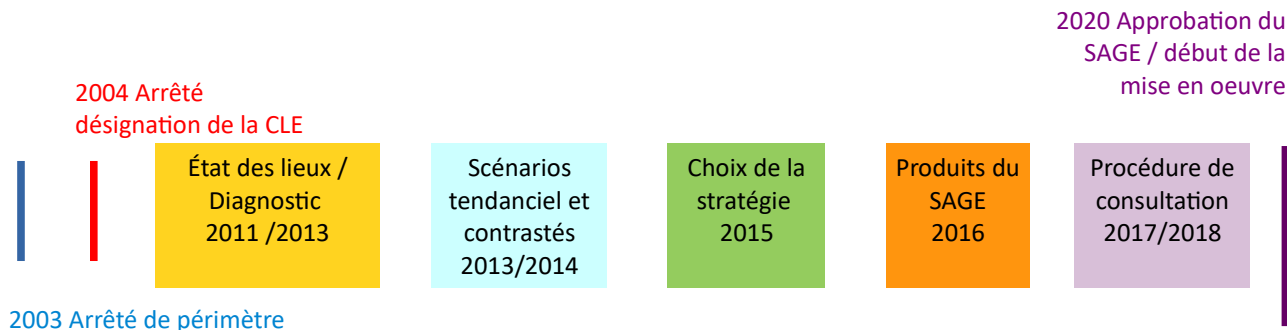 2020 Approbation du
SAGE / début de la
mise en oeuvre
2004 Arrêté
désignation de la CLE
État des lieux /
Diagnostic
2011 /2013
Scénarios
tendanciel et
contrastés
2013/2014
Choix de la
stratégie
2015
Produits du
SAGE
2016
Procédure de
consultation
2017/2018
2003 Arrêté de périmètre